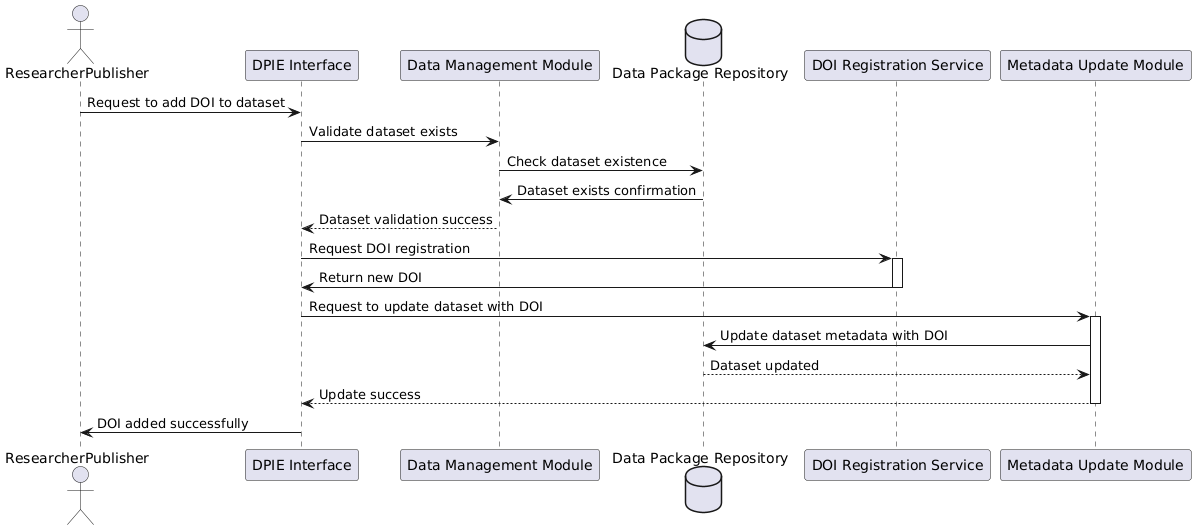 ResearcherPublisher
DPIE Interface
Data Management Module
Data Package Repository
DOI Registration Service
Metadata Update Module
Request to add DOI to dataset
Validate dataset exists
Check dataset existence
Dataset exists confirmation
Dataset validation success
Request DOI registration
Return new DOI
Request to update dataset with DOI
Update dataset metadata with DOI
Dataset updated
Update success
DOI added successfully
ResearcherPublisher
DPIE Interface
Data Management Module
Data Package Repository
DOI Registration Service
Metadata Update Module